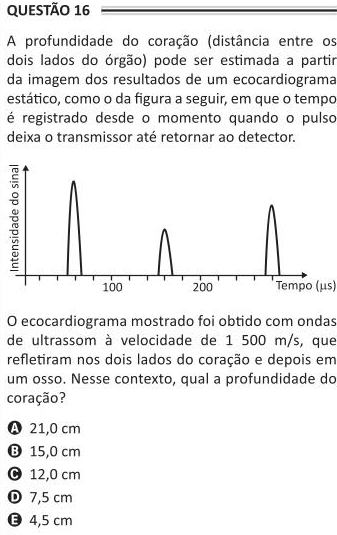 QUESTÃO 16
A profundidade do coração (distância entre os
dois lados do órgão) pode ser estimada a partir
da imagem dos resultados de um ecocardiograma
estático, como o da figura a seguir, em que o tempo
é registrado desde o momento quando o pulso
deixa o transmissor até retornar ao detector.
Intensidade do sinal
100
200
Tempo (μs)
O ecocardiograma mostrado foi obtido com ondas
de ultrassom à velocidade de 1 500 m/s, que
refletiram nos dois lados do coração e depois em
um osso. Nesse contexto, qual a profundidade do
coração?
A 21,0 cm
B 15,0 cm
C 12,0 cm
D 7,5 cm
E 4,5 cm